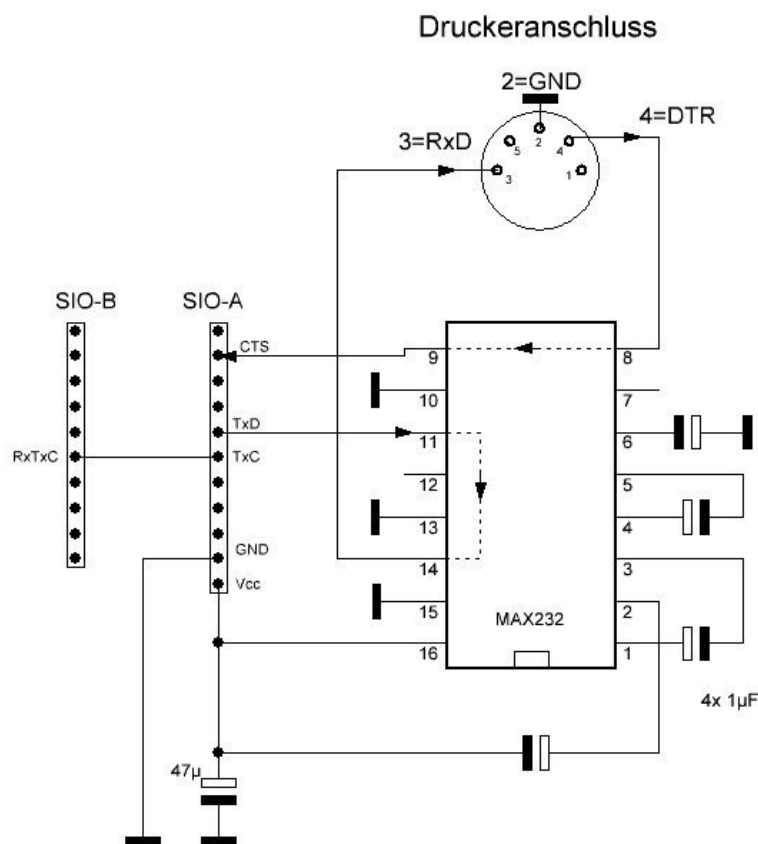 Druckeranschluss
2=GND
4=DTR
3=RxD
2
5
4
3
1
SIO-B
SIO-A
CTS
9
8
10
7
TxD
11
6
RxTxC
TxC
12
5
13
4
GND
14
3
Vcc
15
2
MAX232
16
1
4x 1µF
47µ